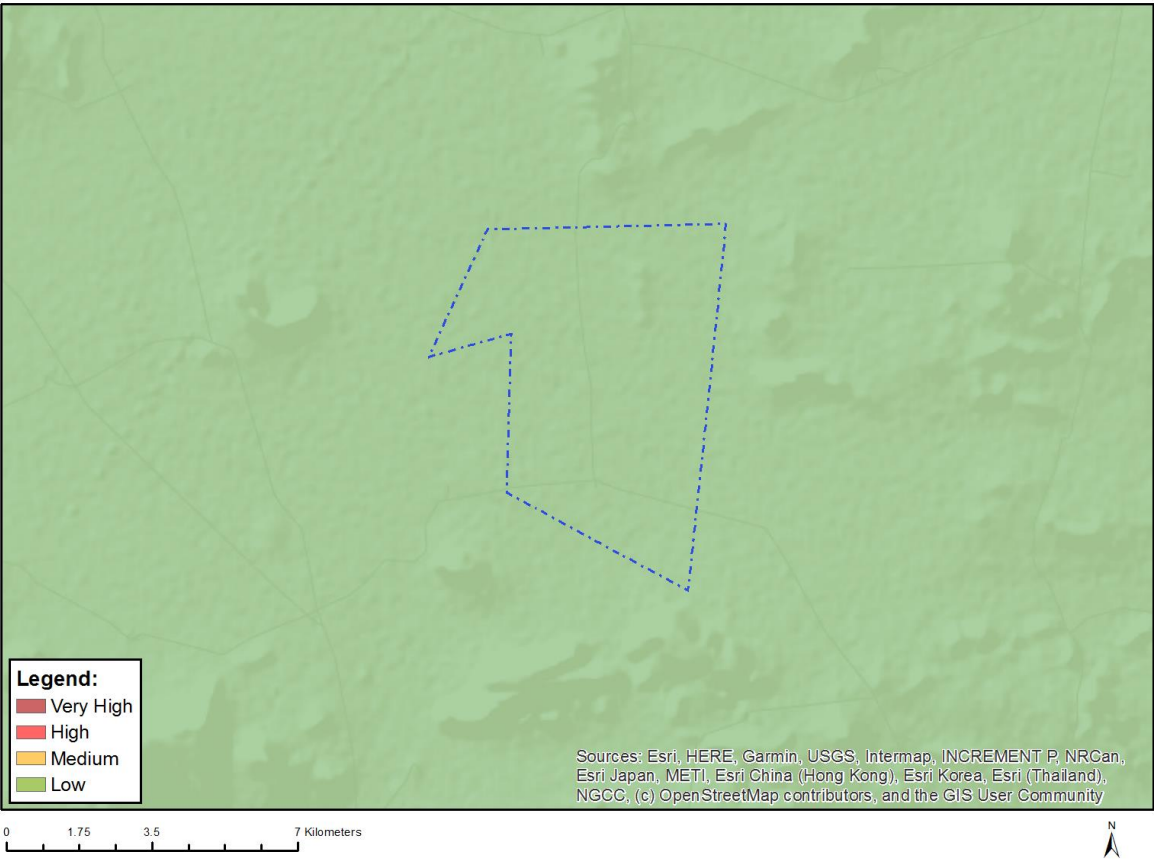 Legend:
Very High
High
Medium
Low
Sources: Esri, HERE, Garmin, USGS, Intermap, INCREMENT P, NRCan,
Esri Japan, METI, Esri China (Hong Kong), Esri Korea, Esri (Thailand),
NGCC, (c) OpenStreetMap contributors, and the GIS User Community
0 1.75 3.5 7 Kilometers
N